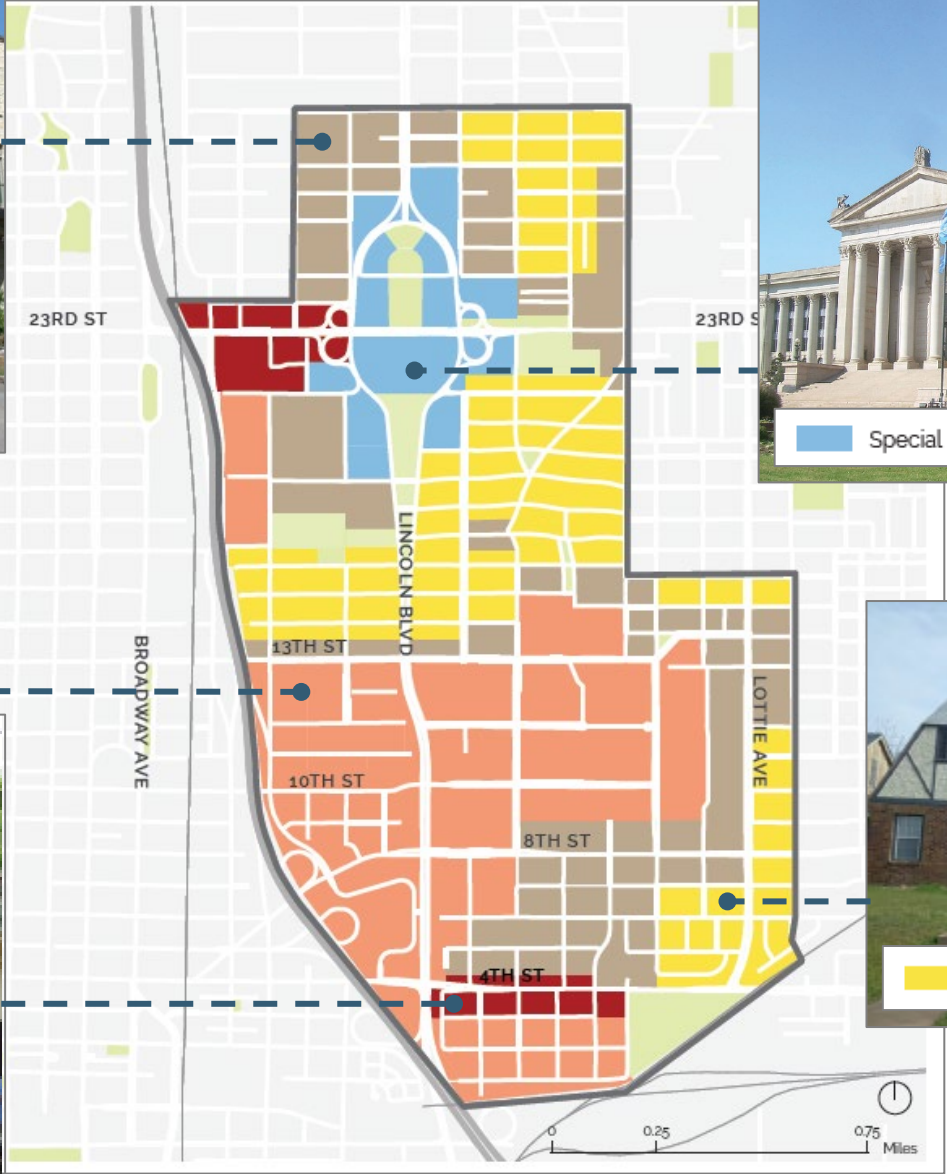 23RD ST
23RD S
Special
LINCOLN BLVD
13TH ST
BROADWAY AVE
LOTTIE AVE
10TH ST
8TH ST
4TH ST
0
0.25
0.75
Miles